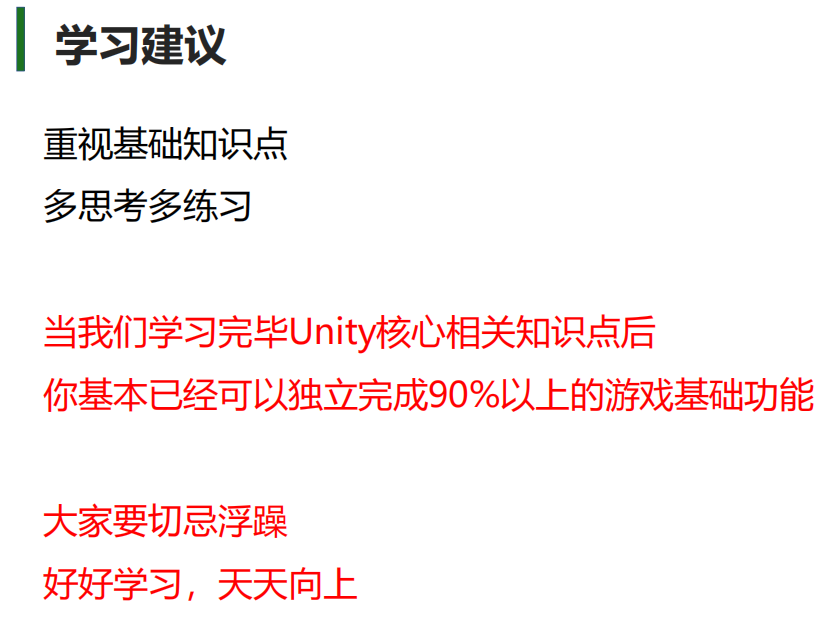 学习建议
重视基础知识点
多思考多练习
当我们学习完毕Unity核心相关知识点后
你基本已经可以独立完成90%以上的游戏基础功能
大家要切忌浮躁
好好学习，天天向上